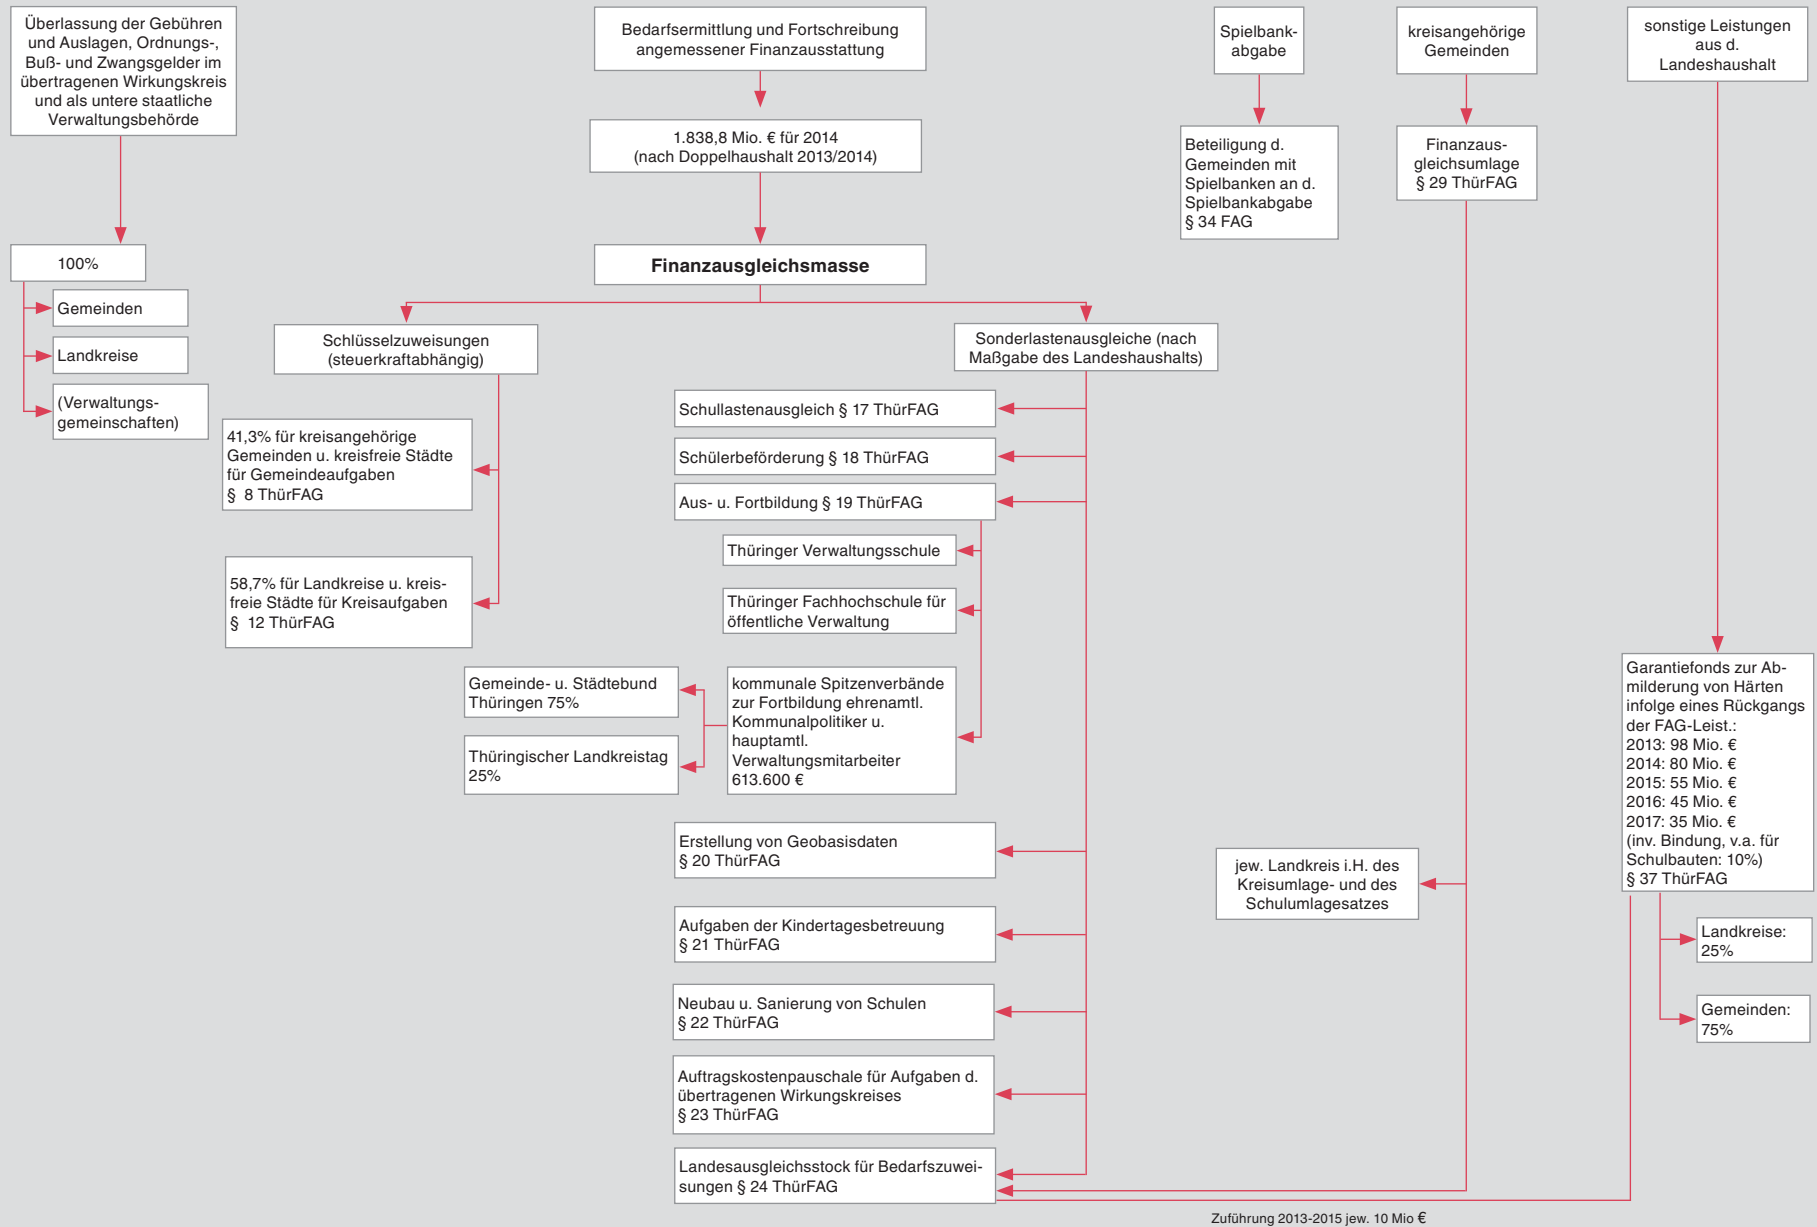 Überlassung der Gebühren
und Auslagen, Ordnungs-,
Buß- und Zwangsgelder im
übertragenen Wirkungskreis
und als untere staatliche
Verwaltungsbehörde
100%
Gemeinden
Landkreise
(Verwaltungs-
gemeinschaften)
Bedarfsermittlung und Fortschreibung
angemessener Finanzausstattung
1.838,8 Mio. € für 2014
(nach Doppelhaushalt 2013/2014)
Finanzausgleichsmasse
Schlüsselzuweisungen
(steuerkraftabhängig)
41,3% für kreisangehörige
Gemeinden u. kreisfreie Städte
für Gemeindeaufgaben
§ 8 ThürFAG
58,7% für Landkreise u. kreis-
freie Städte für Kreisaufgaben
§ 12 ThürFAG
Sonderlastenausgleiche (nach
Maßgabe des Landeshaushalts)
Schullastenausgleich § 17 ThürFAG
Schülerbeförderung § 18 ThürFAG
Aus- u. Fortbildung § 19 ThürFAG
Thüringer Verwaltungsschule
Thüringer Fachhochschule für
öffentliche Verwaltung
kommunale Spitzenverbände
zur Fortbildung ehrenamtl.
Kommunalpolitiker u.
hauptamtl.
Verwaltungsmitarbeiter
613.600 €
Gemeinde- u. Städtebund
Thüringen 75%
Thüringischer Landkreistag
25%
Erstellung von Geobasisdaten
§ 20 ThürFAG
Aufgaben der Kindertagesbetreuung
§ 21 ThürFAG
Neubau u. Sanierung von Schulen
§ 22 ThürFAG
Auftragskostenpauschale für Aufgaben d.
übertragenen Wirkungskreises
§ 23 ThürFAG
Landesausgleichsstock für Bedarfszuwei-
sungen § 24 ThürFAG
Spielbank-
abgabe
Beteiligung d.
Gemeinden mit
Spielbanken an d.
Spielbankabgabe
§ 34 FAG
kreisangehörige
Gemeinden
Finanzaus-
gleichsumlage
§ 29 ThürFAG
jew. Landkreis i.H. des
Kreisumlage- und des
Schulumlagesatzes
sonstige Leistungen
aus d.
Landeshaushalt
Garantiefonds zur Ab-
milderung von Härten
infolge eines Rückgangs
der FAG-Leist.:
2013: 98 Mio. €
2014: 80 Mio. €
2015: 55 Mio. €
2016: 45 Mio. €
2017: 35 Mio. €
(inv. Bindung, v.a. für
Schulbauten: 10%)
§ 37 ThürFAG
Landkreise:
25%
Gemeinden:
75%
Zuführung 2013-2015 jew. 10 Mio €